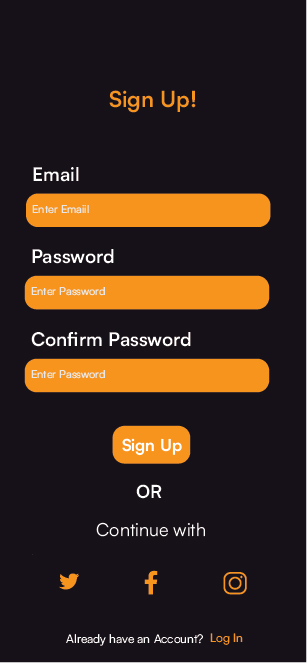 Sign Up!
Email
Enter Emaiil
Password
Enter Password
Confirm Password
Enter Password
Sign Up
OR
Continue with
Already have an Account? Log In